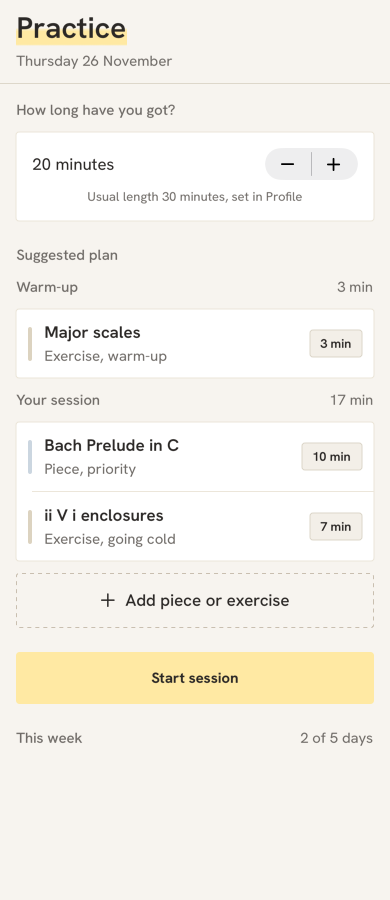 Practice
Thursday 26 November
How long have you got?
20 minutes
Usual length 30 minutes, set in Profile
Suggested plan
Warm-up 3 min
Major scales
Exercise, warm-up
3 min
Your session 17 min
Bach Prelude in C
Piece, priority
10 min
ii V i enclosures
Exercise, going cold
7 min
Add piece or exercise
Start session
This week 2 of 5 days